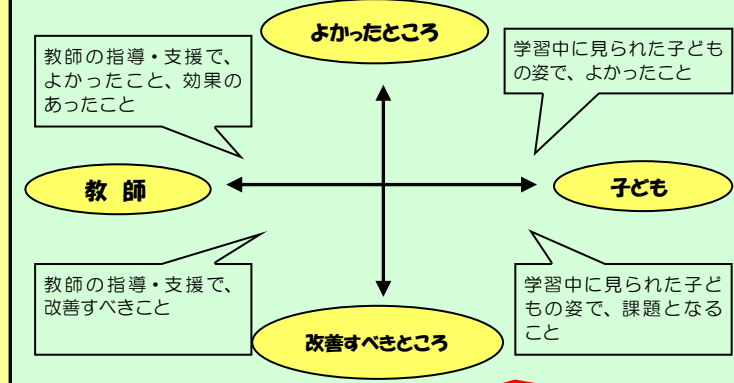 よかったところ
教師の指導・支援で、
よかったこと、効果の
あったこと
学習中に見られた子ども
の姿で、よかったこと
教 師
子ども
教師の指導・支援で、
改善すべきこと
学習中に見られた子ど
もの姿で、課題となる
こと
改善すべきところ